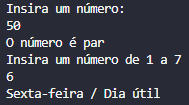 Insira um número:
50
O número é par
Insira um número de 1 a 7
6
Sexta-feira / Dia útil